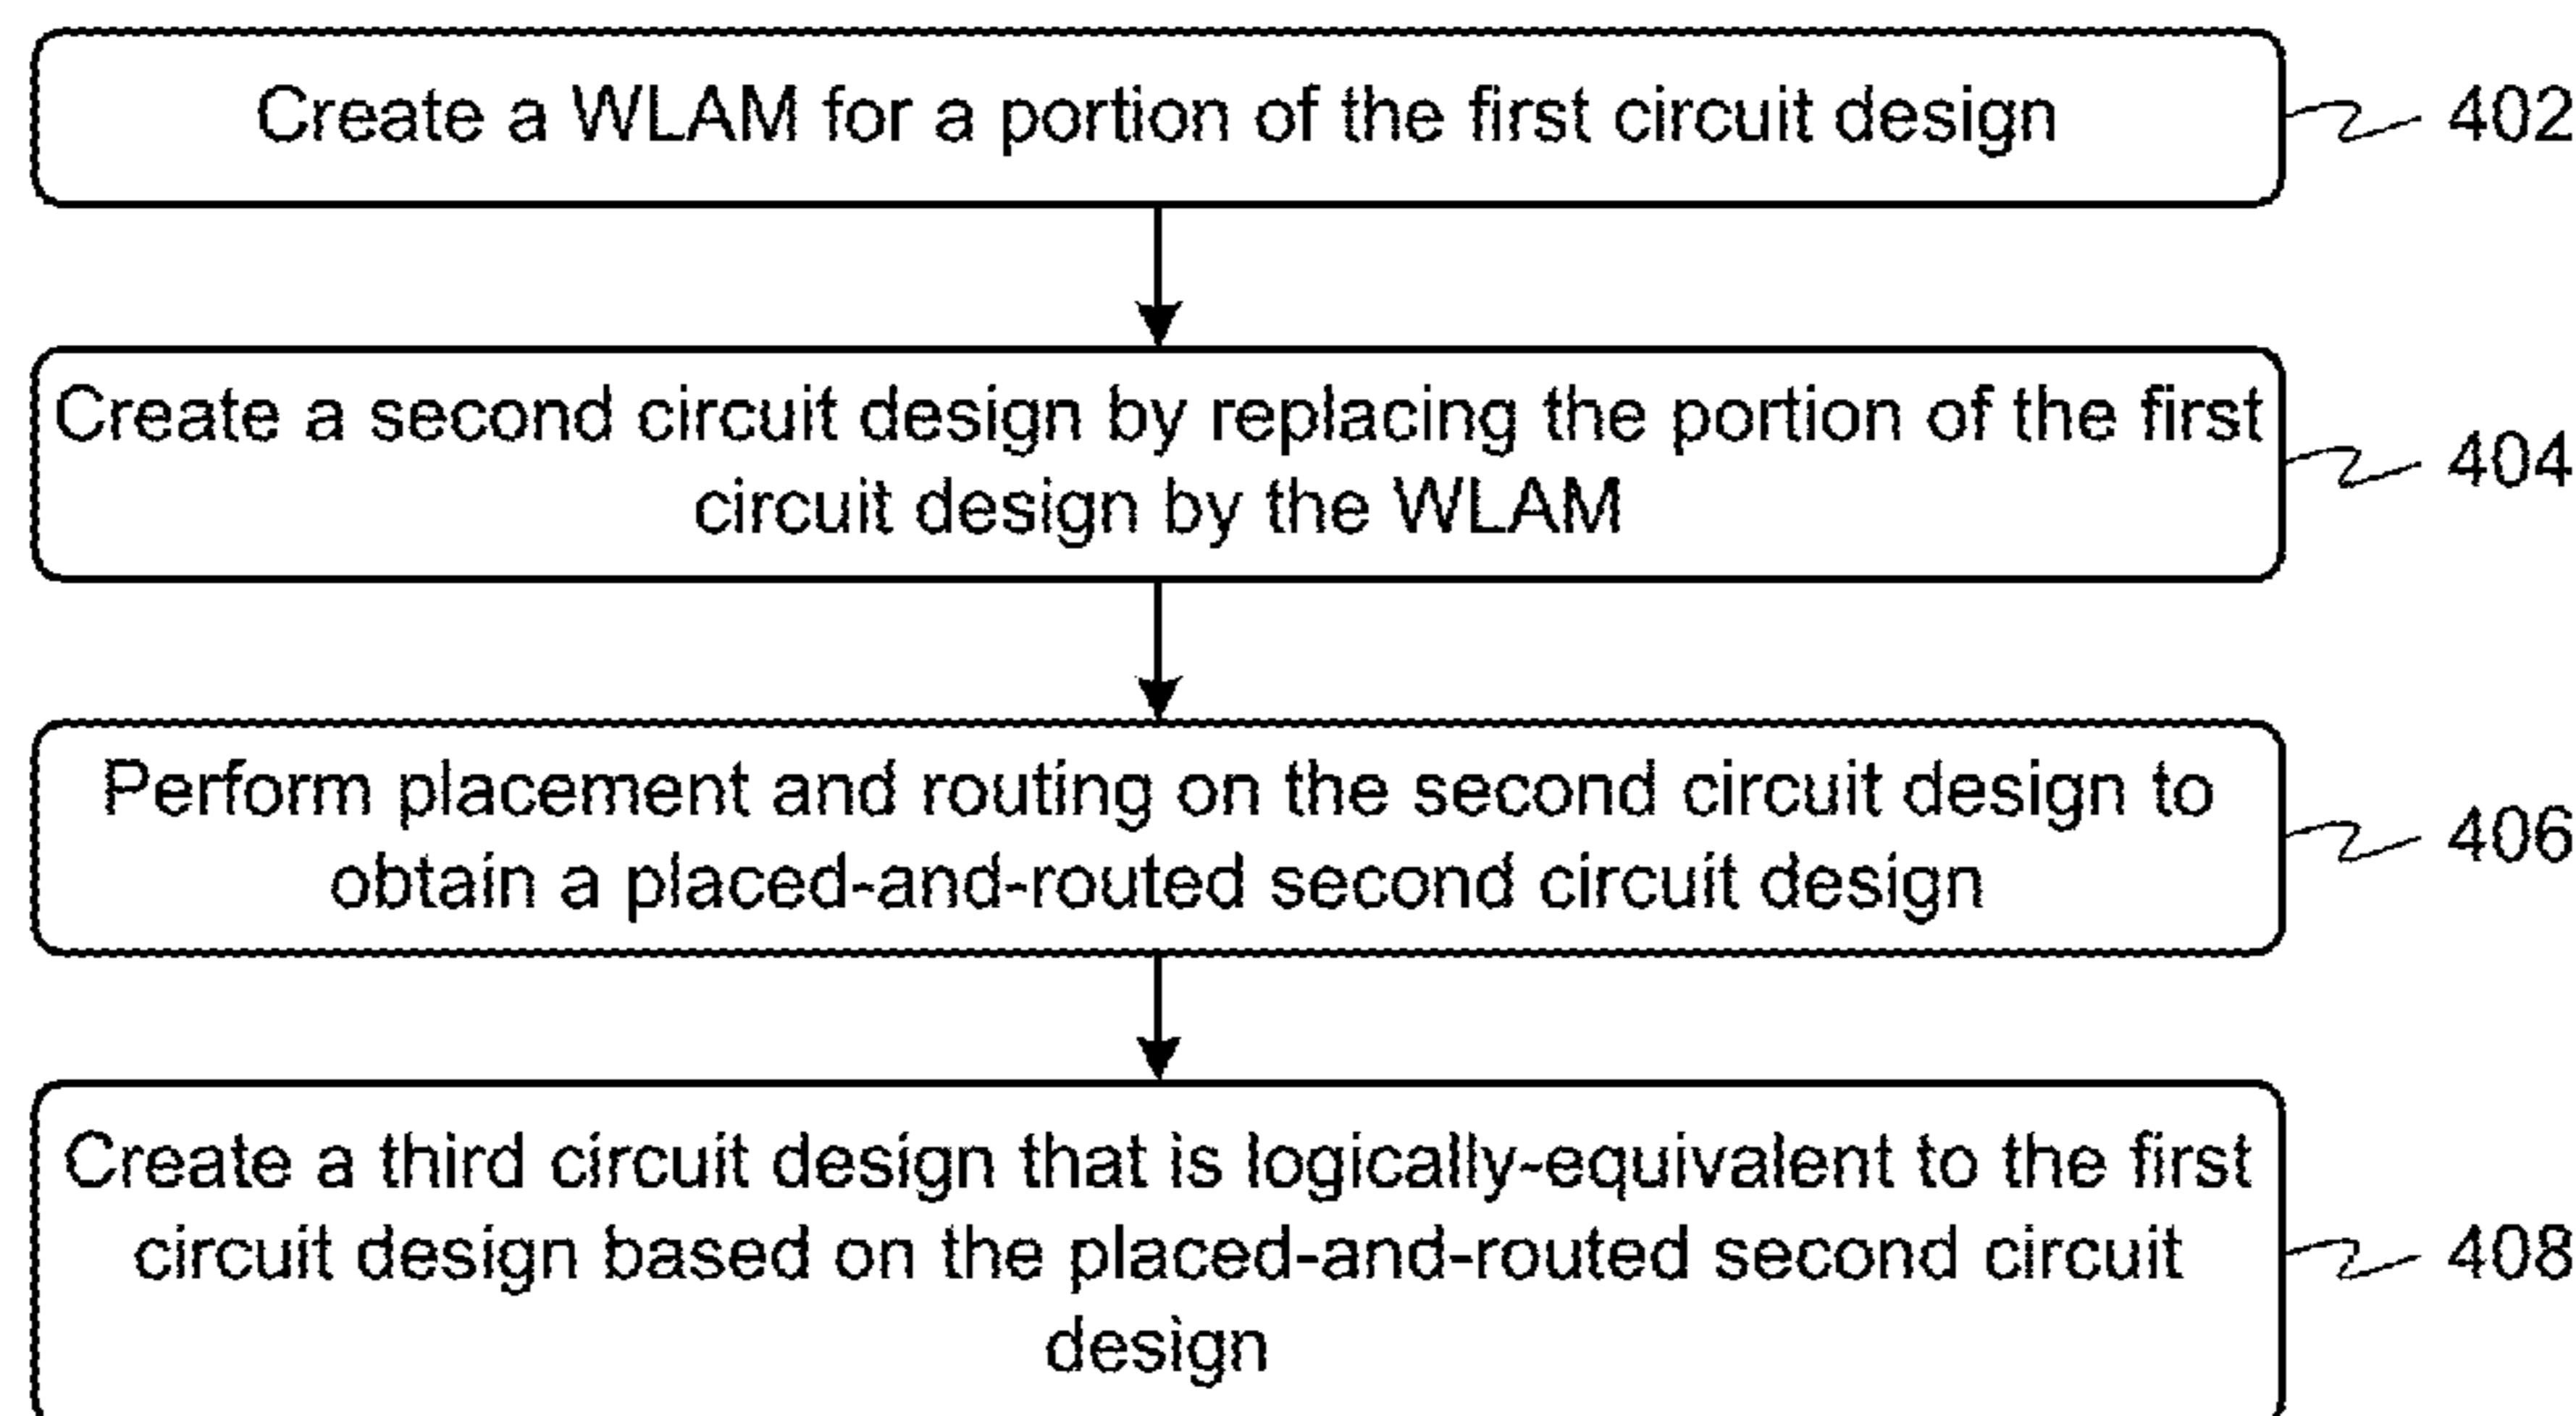 Create a WLAM for a portion of the first circuit design
402
Create a second circuit design by replacing the portion of the first
circuit design by the WLAM
404
Perform placement and routing on the second circuit design to
obtain a placed-and-routed second circuit design
406
Create a third circuit design that is logically-equivalent to the first
circuit design based on the placed-and-routed second circuit
design
408